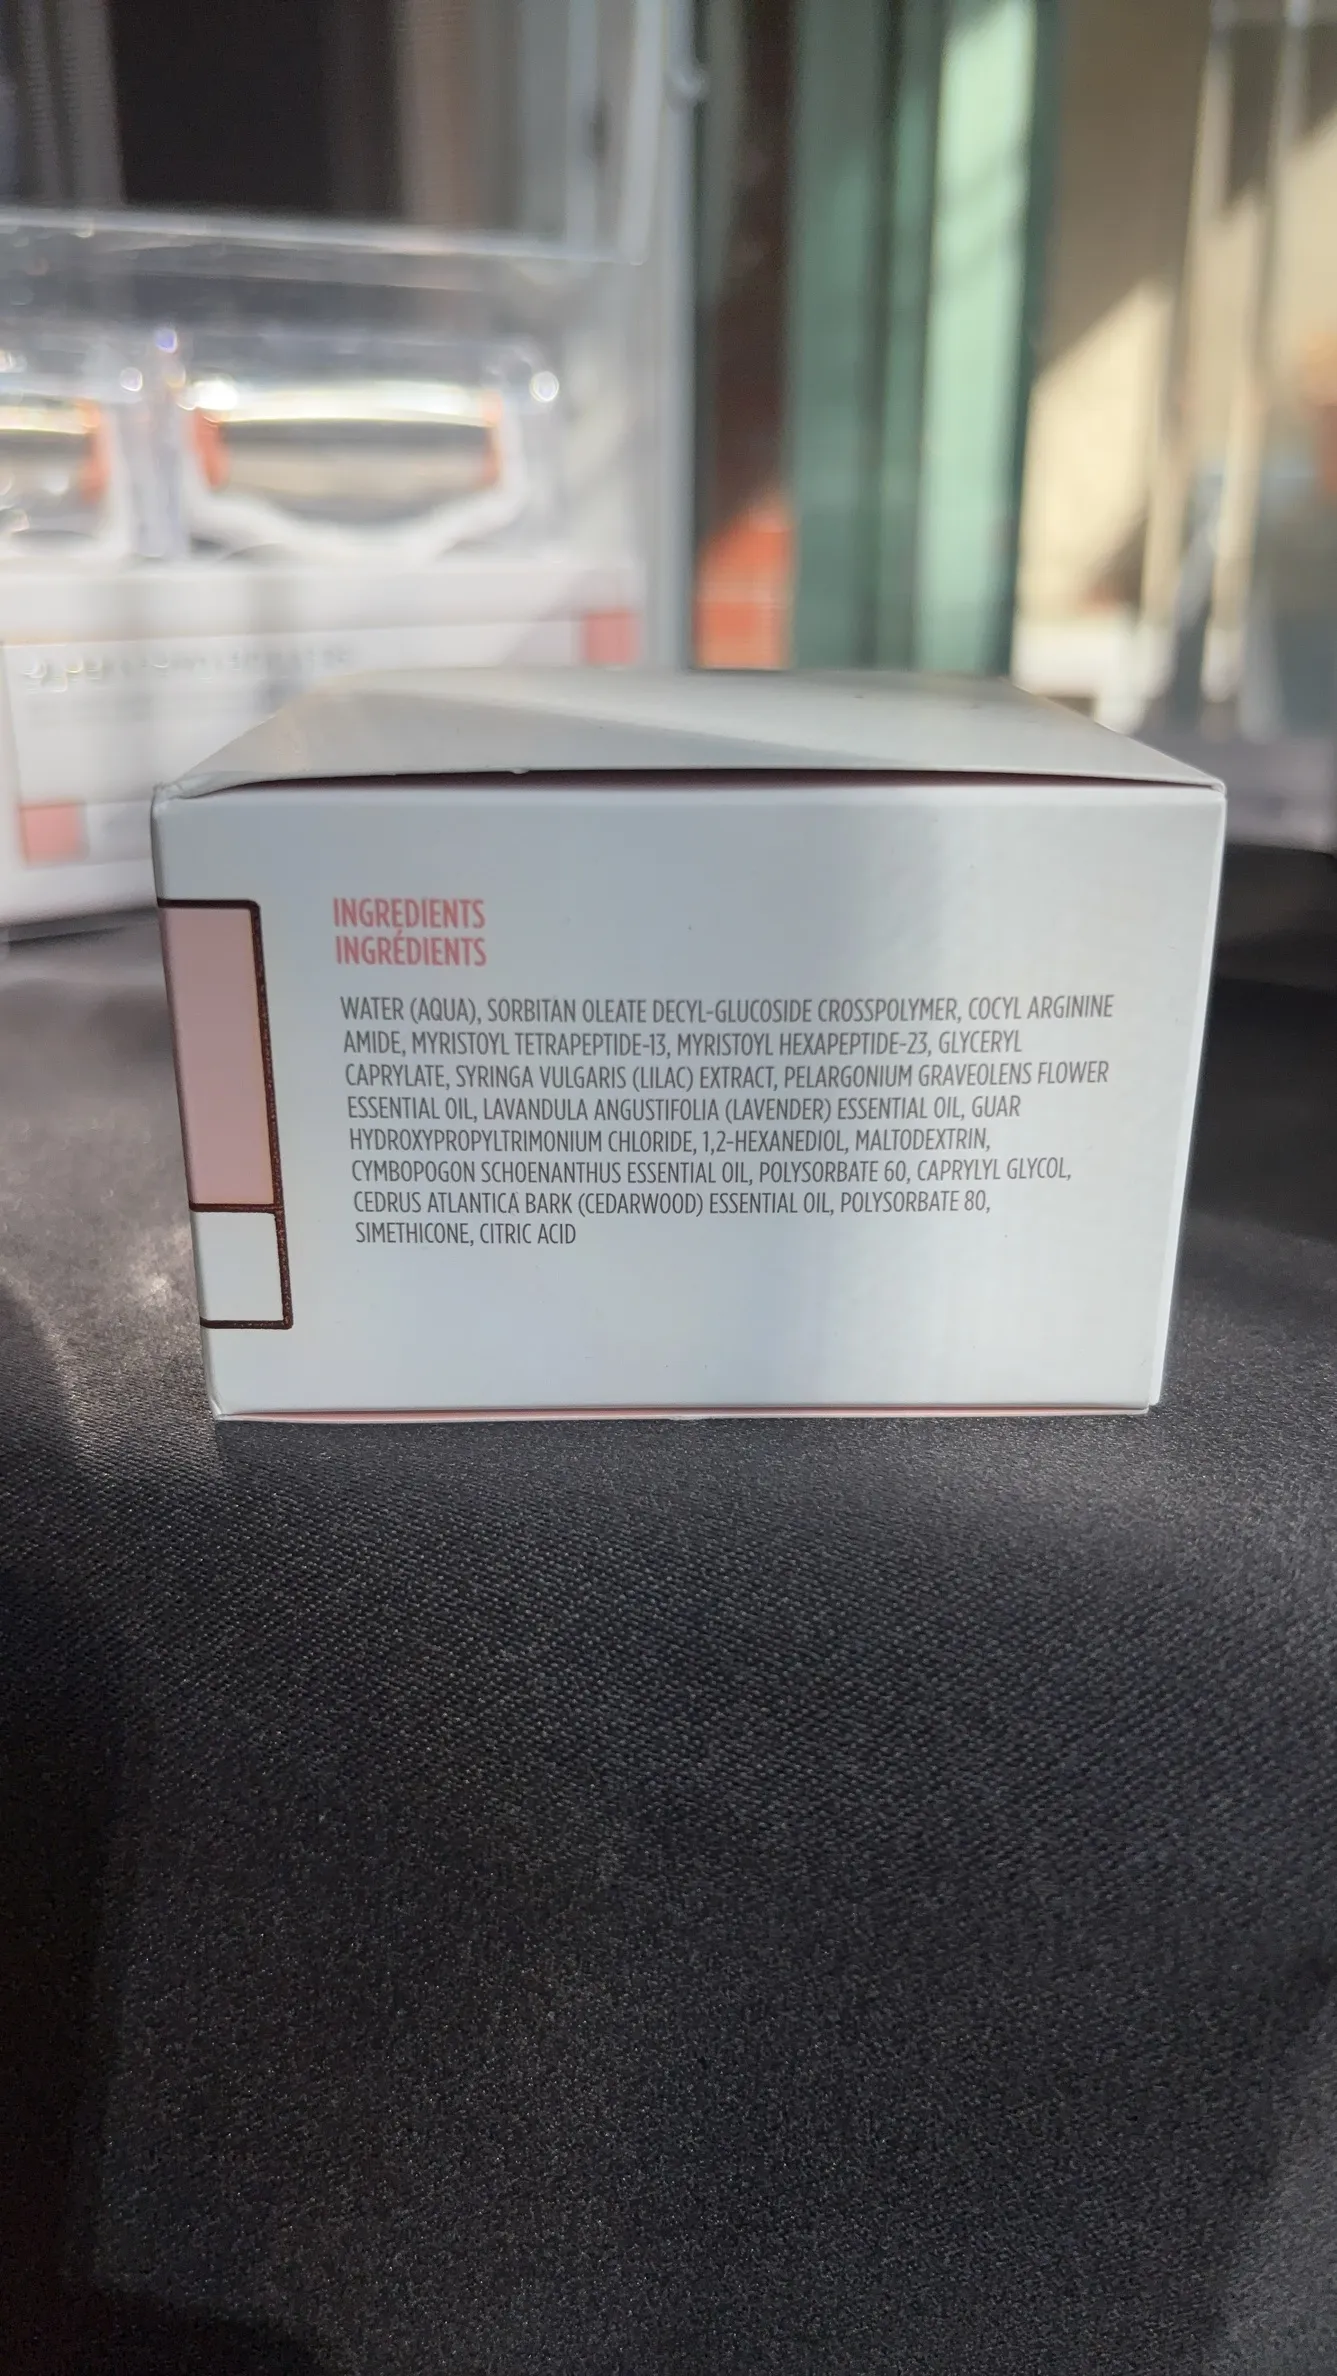 INGREDIENTS
INGRÉDIENTS
WATER (AQUA), SORBITAN OLEATE DECYL-GLUCOSIDE CROSSPOLYMER, COCYL ARGININE
AMIDE, MYRISTOYL TETRAPEPTIDE-13, MYRISTOYL HEXAPEPTIDE-23, GLYCERYL
CAPRYLATE, SYRINGA VULGARIS (LILAC) EXTRACT, PELARGONIUM GRAVEOLENS FLOWER
ESSENTIAL OIL, LAVANDULA ANGUSTIFOLIA (LAVENDER) ESSENTIAL OIL, GUAR
HYDROXYPROPYLTRIMONIUM CHLORIDE, 1,2-HEXANEDIOL, MALTODEXTRIN,
CYMBOPOGON SCHOENANTHUS ESSENTIAL OIL, POLYSORBATE 60, CAPRYLYL GLYCOL,
CEDRUS ATLANTICA BARK (CEDARWOOD) ESSENTIAL OIL, POLYSORBATE 80,
SIMETHICONE, CITRIC ACID